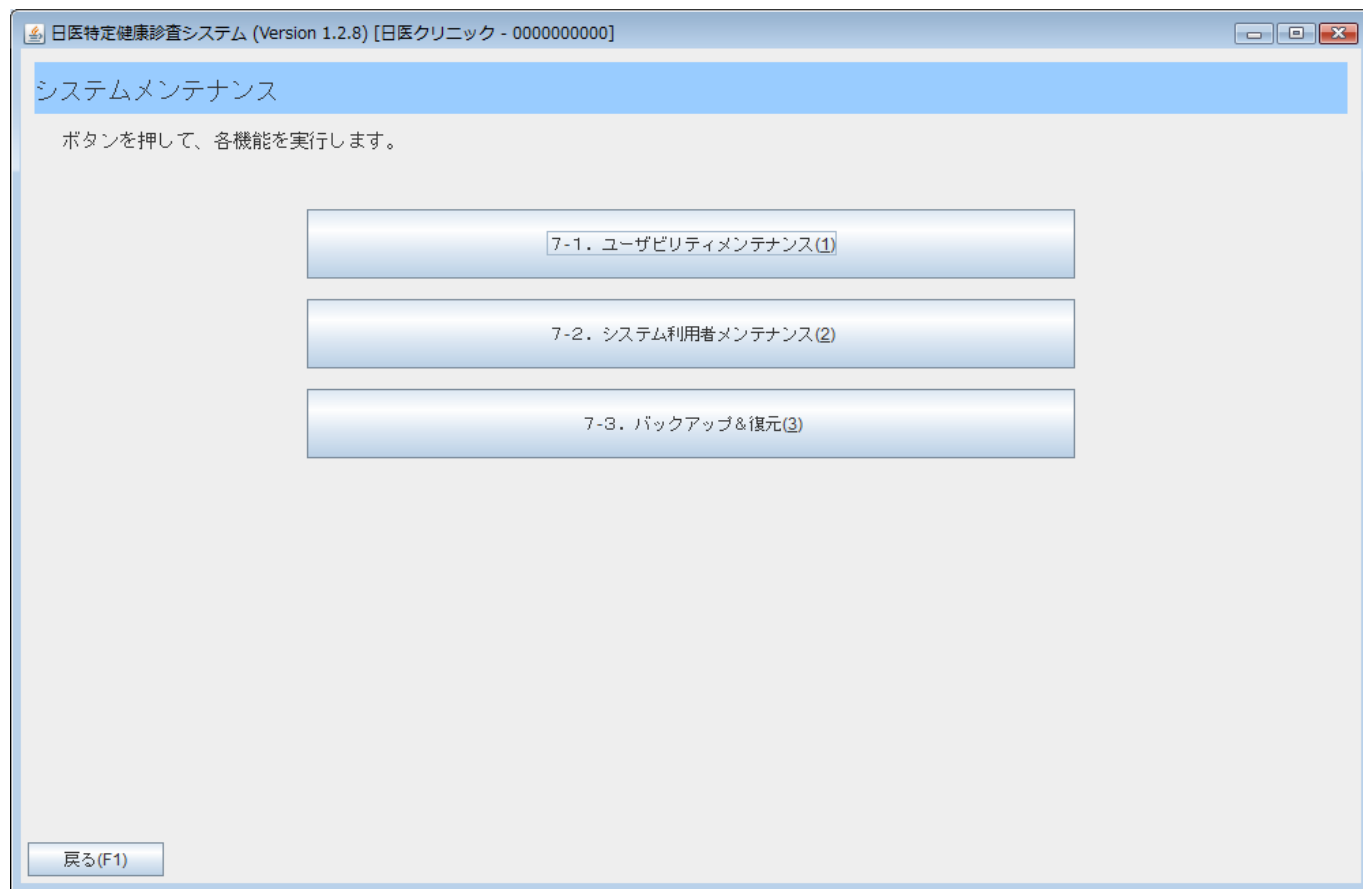 日医特定健康診査システム (Version 1.2.8) [日医クリニック - 0000000000]
システムメンテナンス
ボタンを押して、各機能を実行します。
7-1. ユーザビリティメンテナンス(1)
7-2. システム利用者メンテナンス(2)
7-3. バックアップ&復元(3)
戻る(F1)